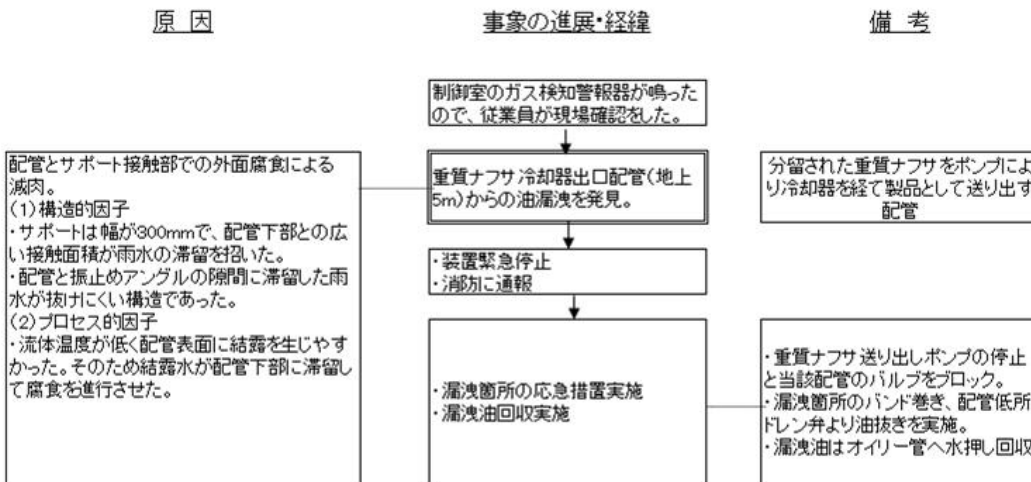 原 因
事象の進展・経緯
備 考
制御室のガス検知警報器が鳴った
ので、従業員が現場確認をした。
配管とサポート接触部での外面腐食による
減肉。
(1)構造的因子
・サポートは幅が300mmで、配管下部との広
い接触面積が雨水の滞留を招いた。
・配管と振止めアングルの隙間に滞留した雨
水が抜けにくい構造であった。
(2)プロセス的因子
・流体温度が低く配管表面に結露を生じやす
かった。そのため結露水が配管下部に滞留し
て腐食を進行させた。
重質ナフサ冷却器出口配管(地上
5m)からの油漏洩を発見。
分留された重質ナフサをポンプによ
り冷却器を経て製品として送り出す
配管
・装置緊急停止
・消防に通報
・漏洩箇所の応急措置実施
・漏洩油回収実施
・重質ナフサ送り出しポンプの停止
と当該配管のバルブをブロック。
・漏洩箇所のバンド巻き、配管低所
ドレン弁より油抜きを実施。
・漏洩油はオイリー管へ水押し回収